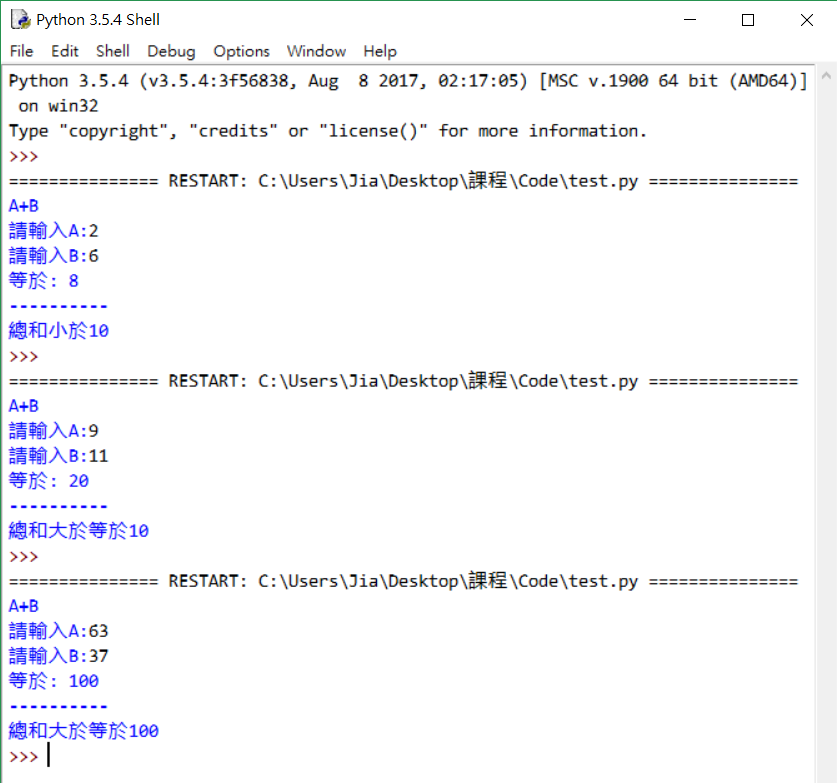 Python 3.5.4 Shell
File Edit Shell Debug Options Window Help
Python 3.5.4 (v3.5.4:3f56838, Aug  8 2017, 02:17:05) [MSC v.1900 64 bit (AMD64)]
 on win32
Type "copyright", "credits" or "license()" for more information.
>>>
=============== RESTART: C:\Users\Jia\Desktop\課程\Code\test.py ===============
A+B
請輸入A:2
請輸入B:6
等於: 8
----------
總和小於10
>>>
=============== RESTART: C:\Users\Jia\Desktop\課程\Code\test.py ===============
A+B
請輸入A:9
請輸入B:11
等於: 20
----------
總和大於等於10
>>>
=============== RESTART: C:\Users\Jia\Desktop\課程\Code\test.py ===============
A+B
請輸入A:63
請輸入B:37
等於: 100
----------
總和大於等於100
>>>